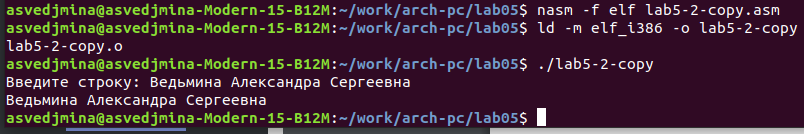 asvedjmina@asvedjmina-Modern-15-B12M:~/work/arch-pc/lab05$ nasm -f elf lab5-2-copy.asm
asvedjmina@asvedjmina-Modern-15-B12M:~/work/arch-pc/lab05$ ld -m elf_i386 -o lab5-2-copy
lab5-2-copy.o
asvedjmina@asvedjmina-Modern-15-B12M:~/work/arch-pc/lab05$ ./lab5-2-copy
Введите строку: Ведьмина Александра Сергеевна
Ведьмина Александра Сергеевна
asvedjmina@asvedjmina-Modern-15-B12M:~/work/arch-pc/lab05$